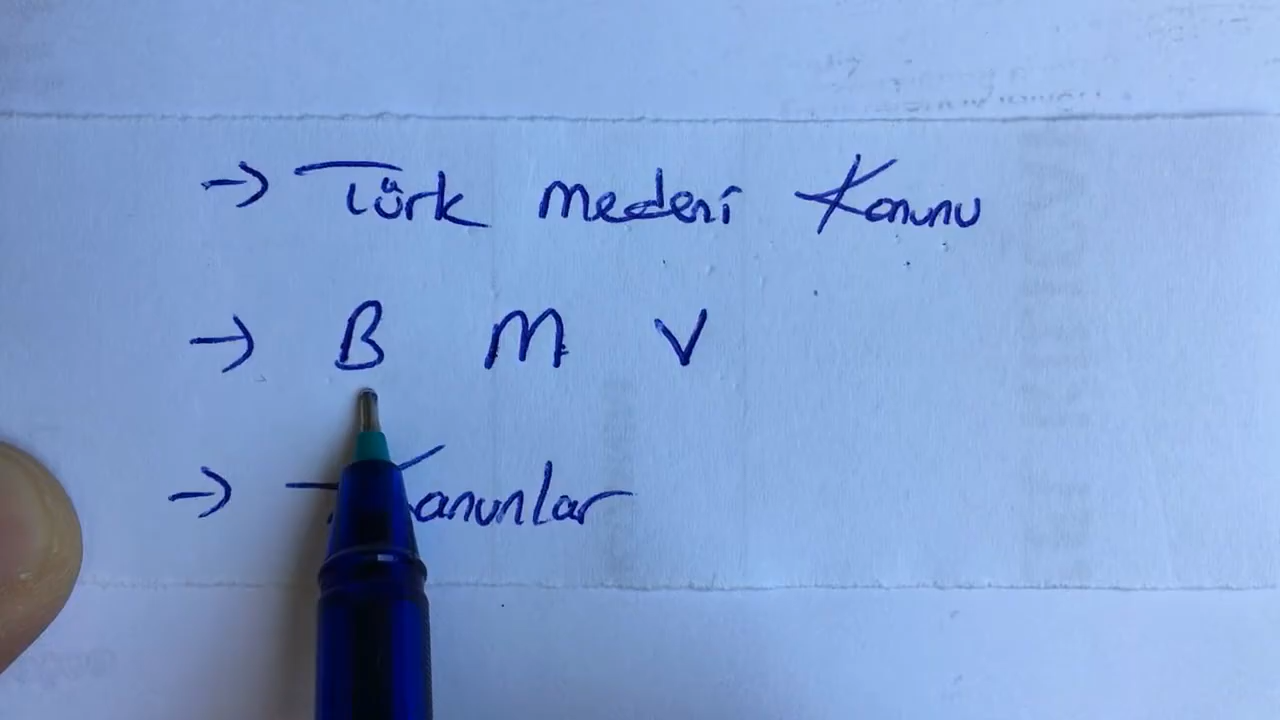 → Türk medeni Kanunu
→ B M V
→ Kanunlar